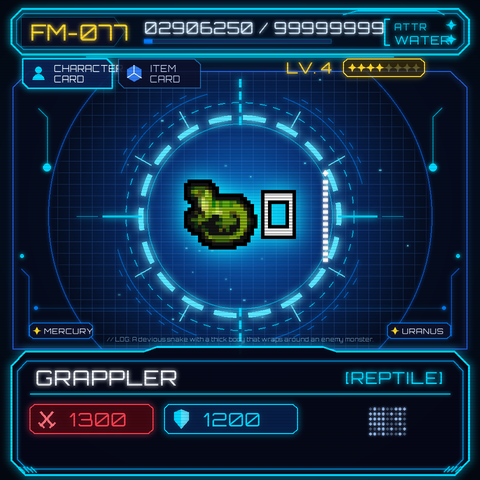 FM-077
02906250 / 99999999
ATTR
WATER
CHARACTER
CARD
ITEM
CARD
LV.4
MERCURY
URANUS
// LOG: A devious snake with a thick body that wraps around an enemy monster
GRAPPLER
[REPTILE]
1300
1200